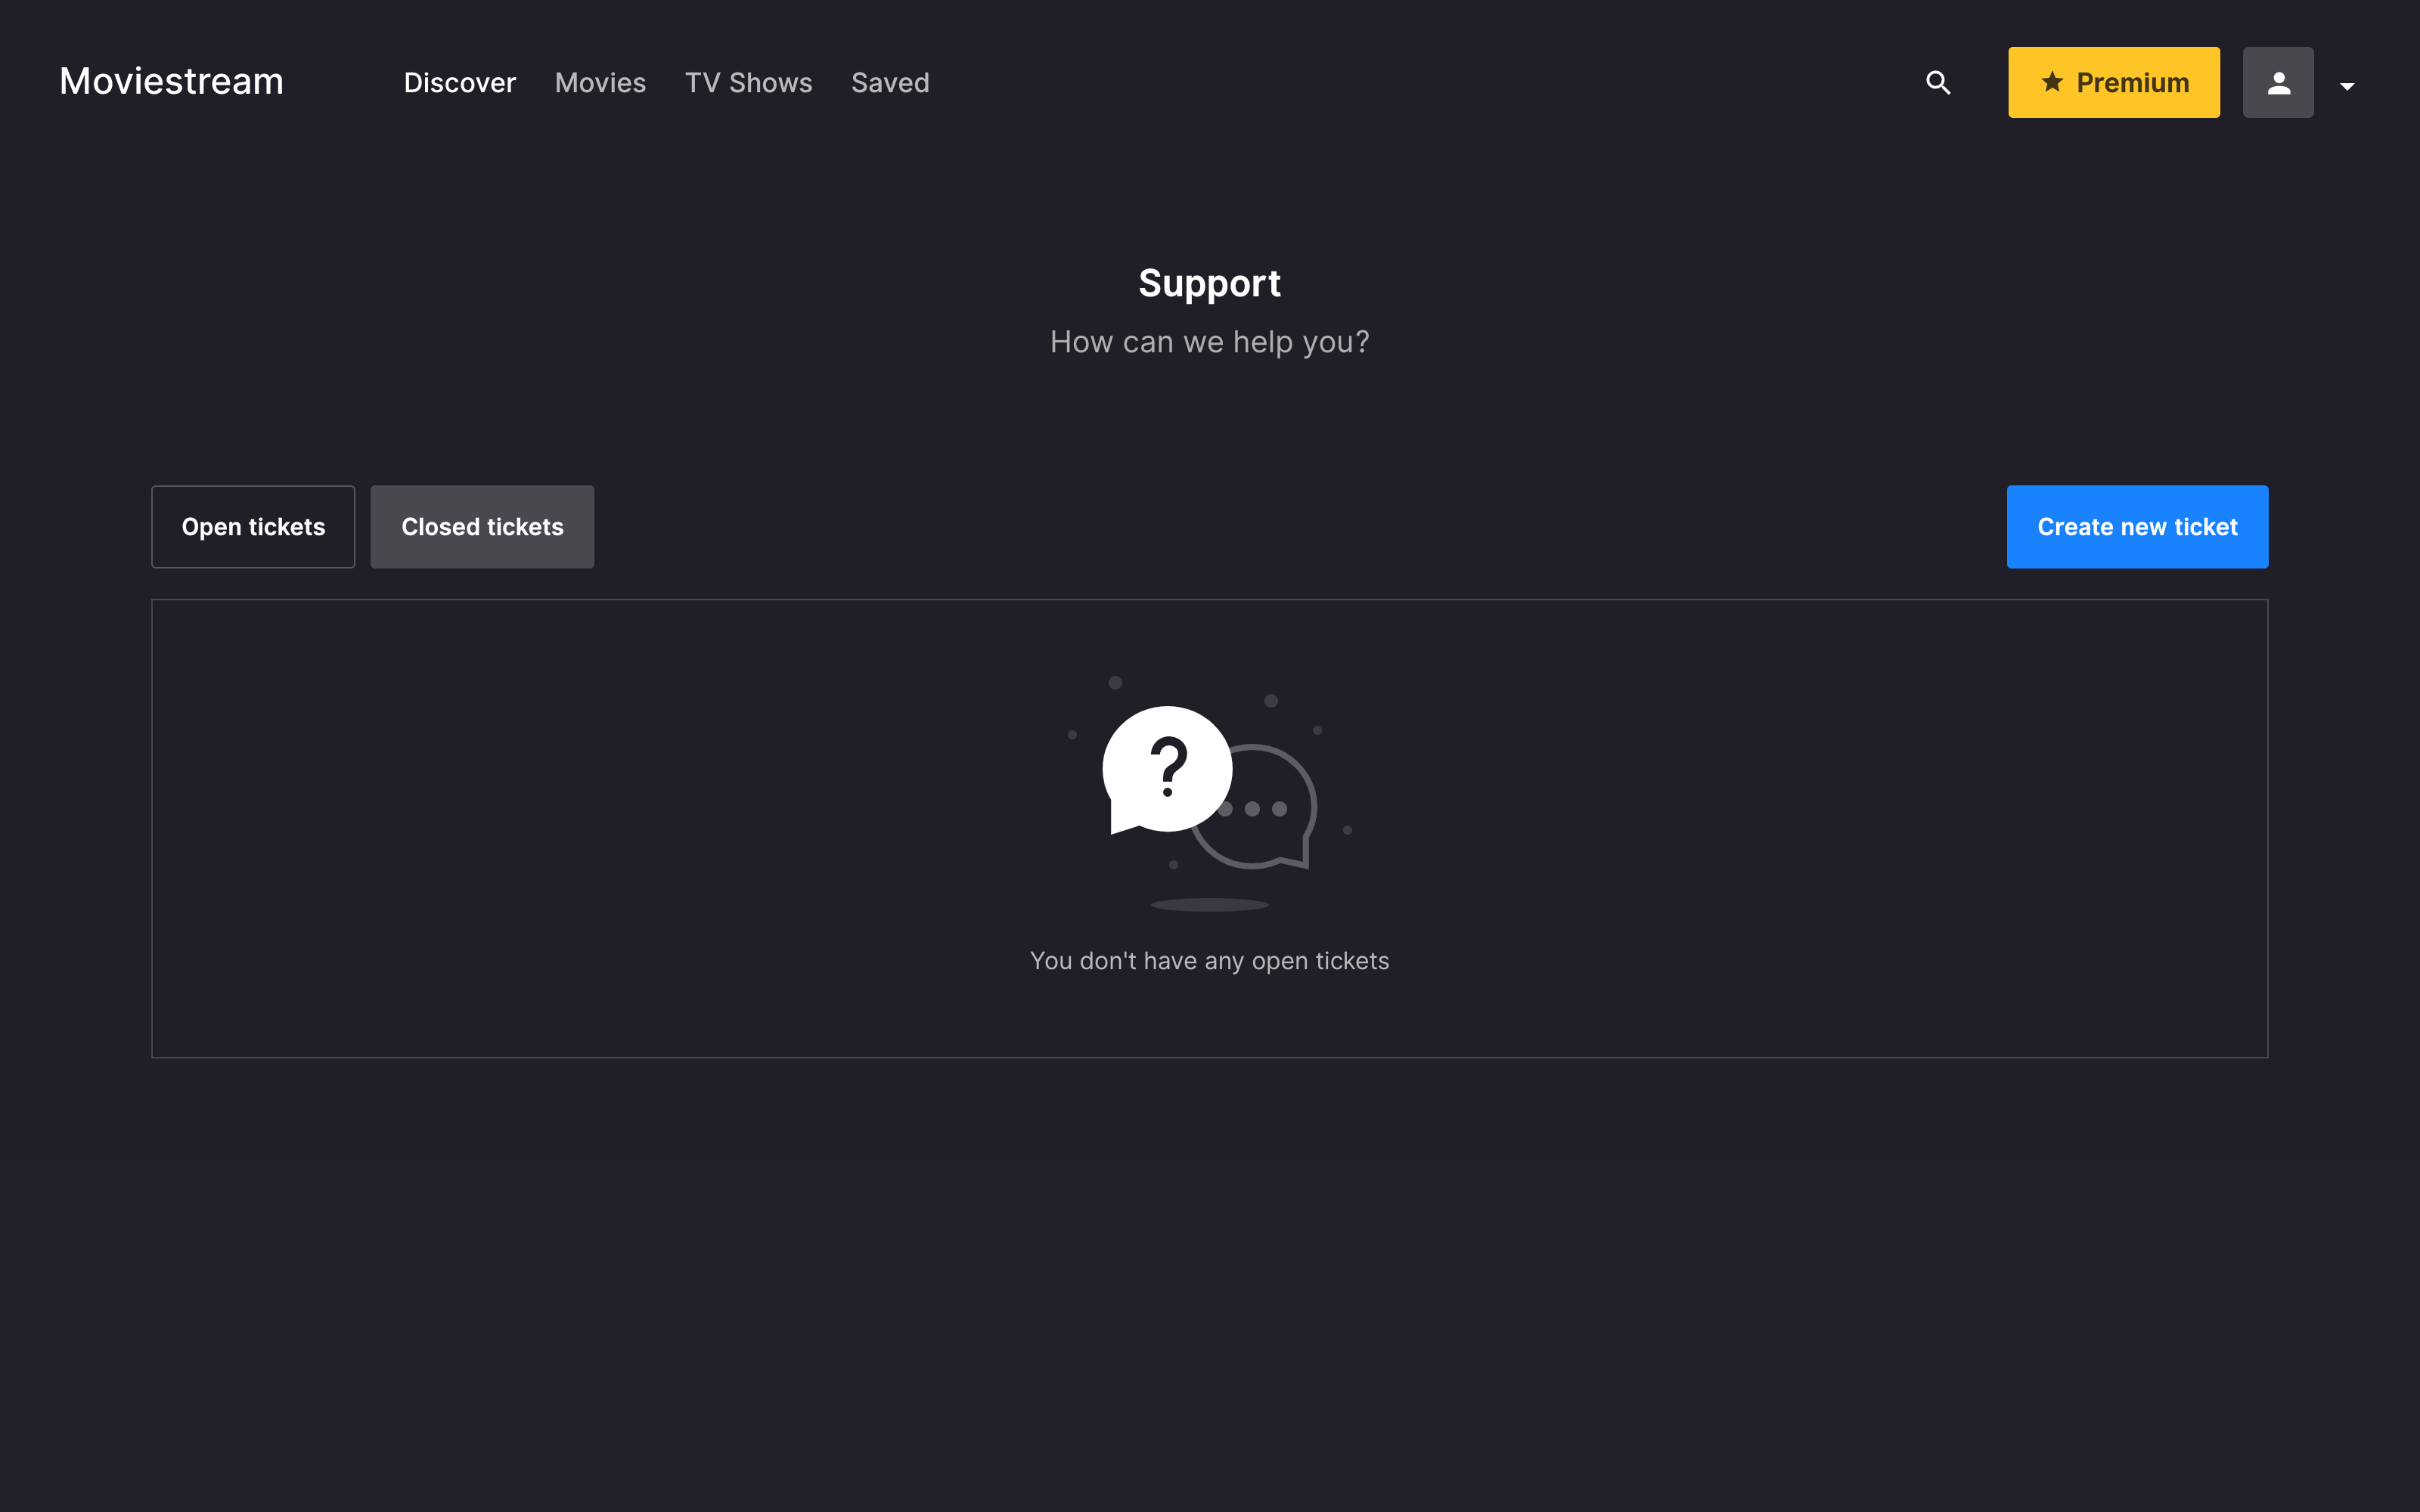 Moviestream
Discover Movies TV Shows Saved
Premium
Support
How can we help you?
Open tickets
Closed tickets
Create new ticket
?
You don't have any open tickets